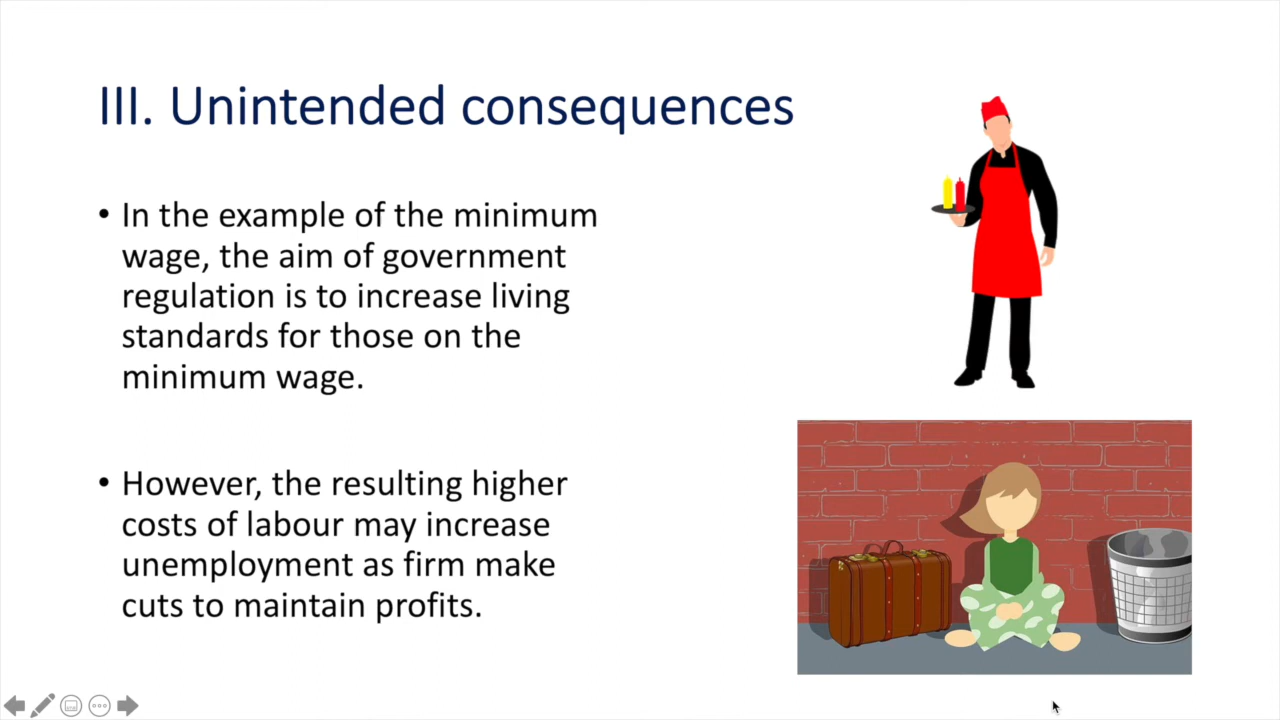 III. Unintended consequences
• In the example of the minimum
wage, the aim of government
regulation is to increase living
standards for those on the
minimum wage.
• However, the resulting higher
costs of labour may increase
unemployment as firm make
cuts to maintain profits.